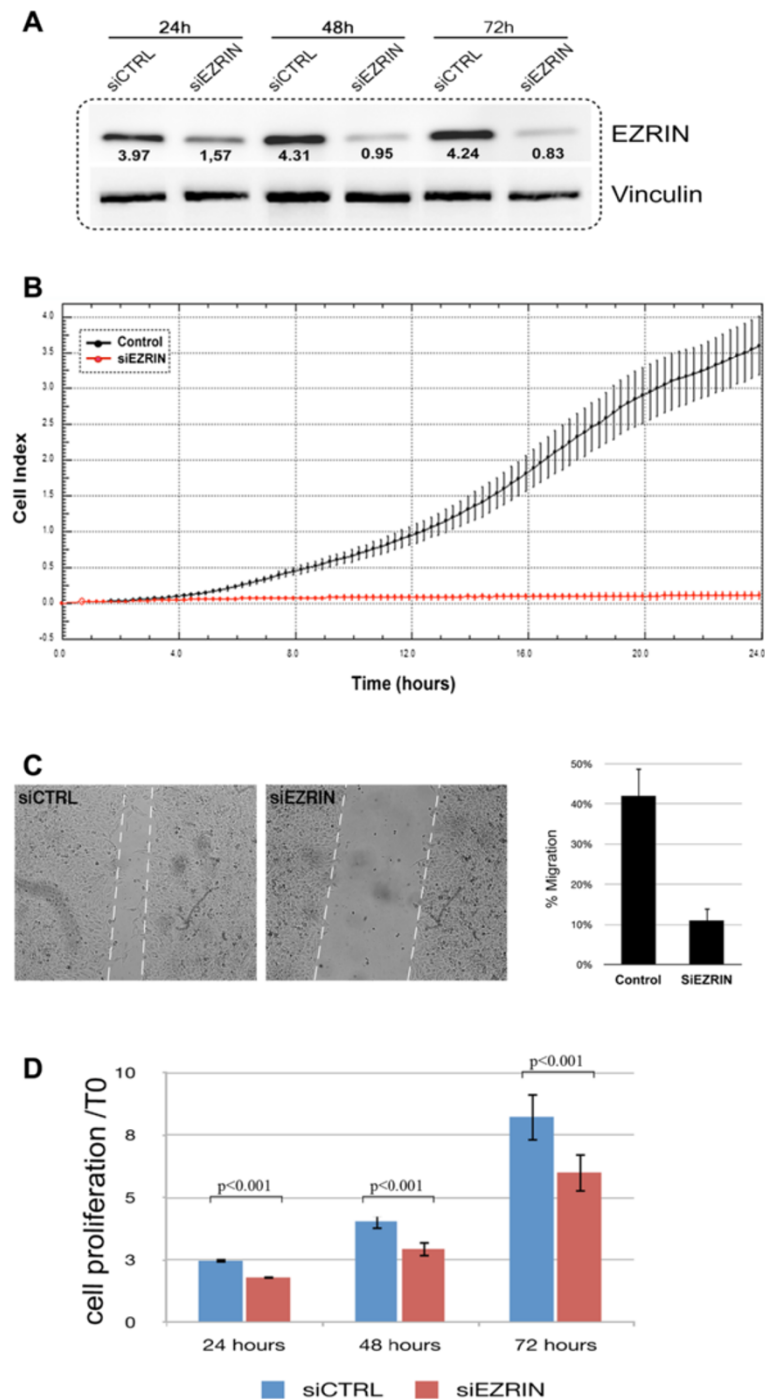 A
24h 48h 72h
siCTRL siEZRIN siCTRL siEZRIN siCTRL siEZRIN
EZRIN
3.97 1,57 4.31 0.95 4.24 0.83
Vinculin
B
4.0
Control
siEZRIN
3.5
3.0
2.5
2.0
1.5
1.0
0.5
0.0
-0.5
Cell Index
0.0 4.0 8.0 12.0 16.0 20.0 24.0
Time (hours)
C
siCTRL siEZRIN
50%
40%
30%
20%
10%
0%
% Migration
Control SiEZRIN
D
cell proliferation /T0
10
8
5
3
0
p<0.001 p<0.001 p<0.001
24 hours 48 hours 72 hours
siCTRL siEZRIN